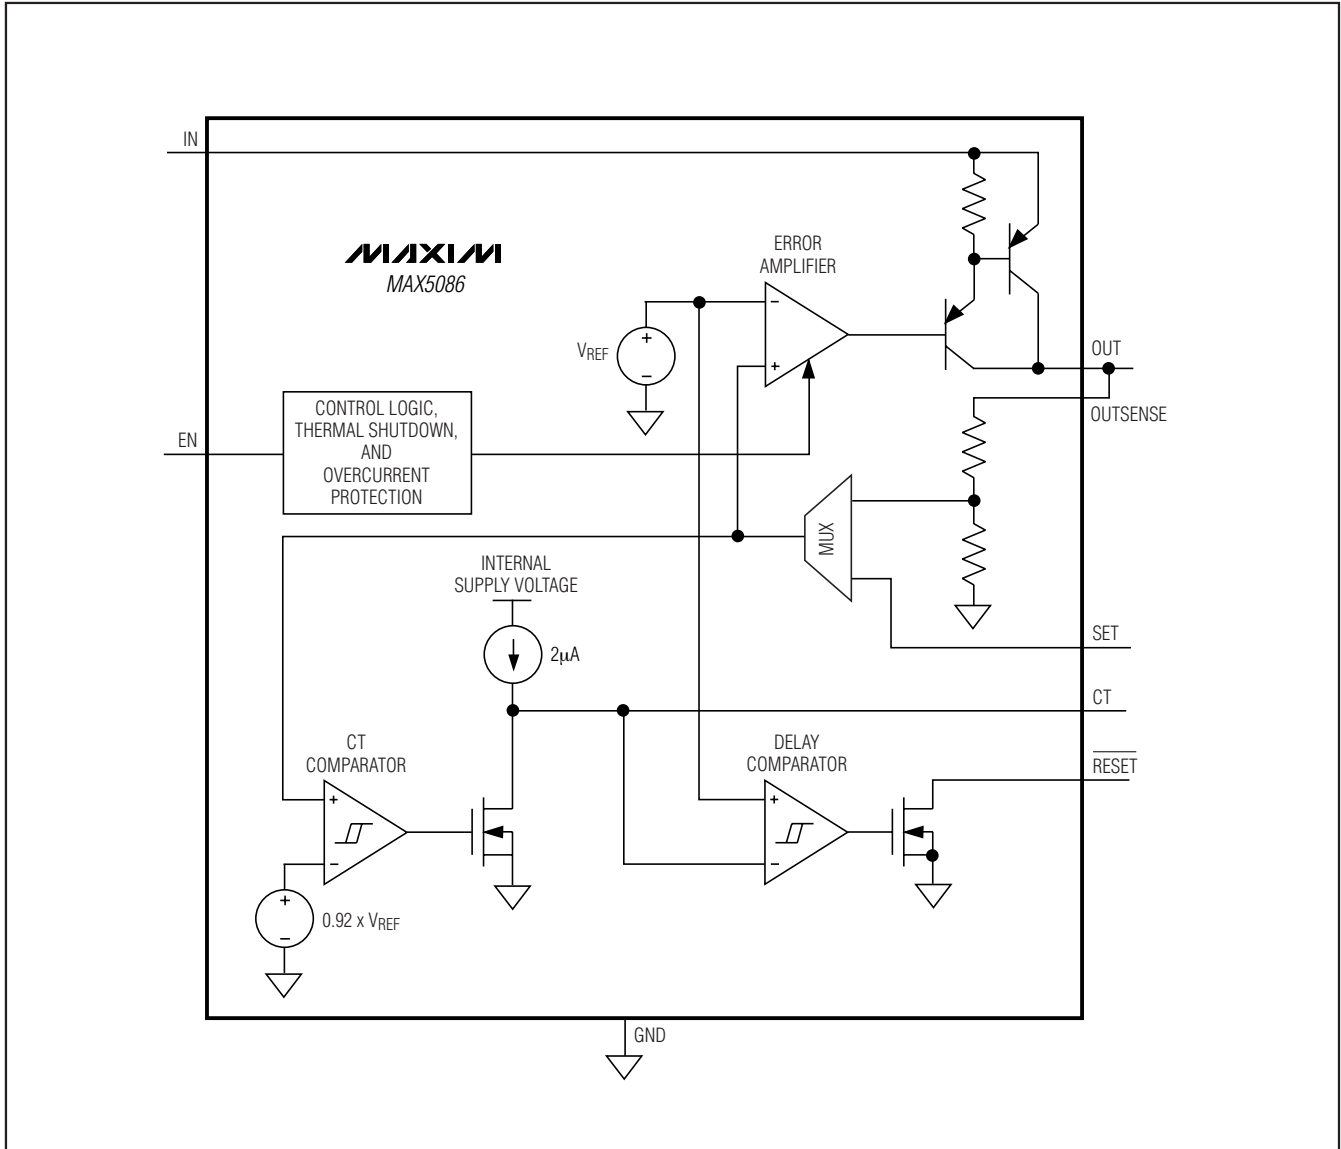 IN
MAXIM
MAX5086
ERROR
AMPLIFIER
−
+
VREF
+
−
OUT
OUTSENSE
EN
CONTROL LOGIC,
THERMAL SHUTDOWN,
AND
OVERCURRENT
PROTECTION
MUX
INTERNAL
SUPPLY VOLTAGE
2µA
SET
CT
CT
COMPARATOR
DELAY
COMPARATOR
RESET
+
−
+
−
+
−
0.92 x VREF
GND